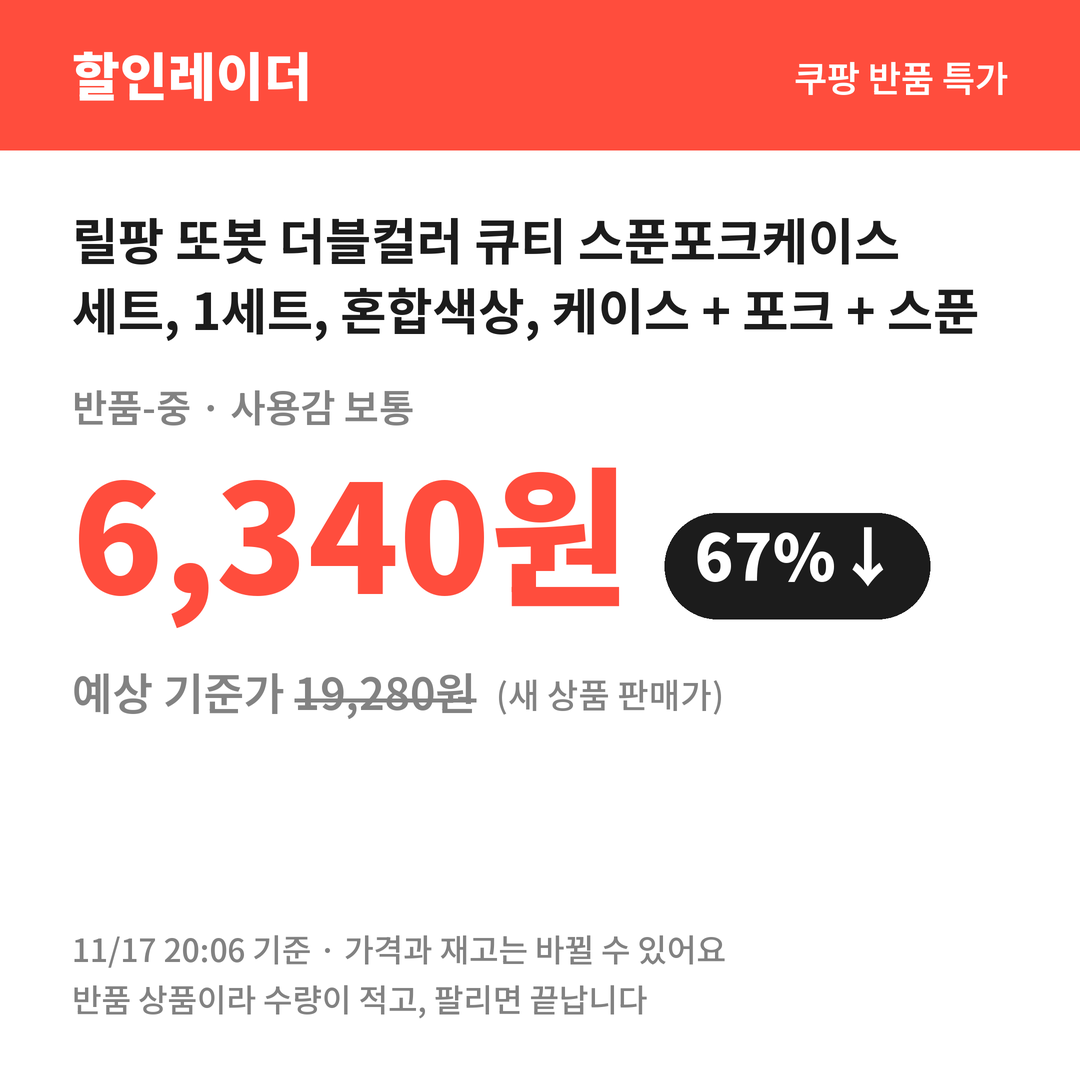 할인레이더
쿠팡 반품 특가
릴팡 또봇 더블컬러 큐티 스푼포크케이스
세트, 1세트, 혼합색상, 케이스 + 포크 + 스푼
반품-중 · 사용감 보통
6,340원
67%↓
예상 기준가 19,280원 (새 상품 판매가)
11/17 20:06 기준 · 가격과 재고는 바뀔 수 있어요
반품 상품이라 수량이 적고, 팔리면 끝납니다